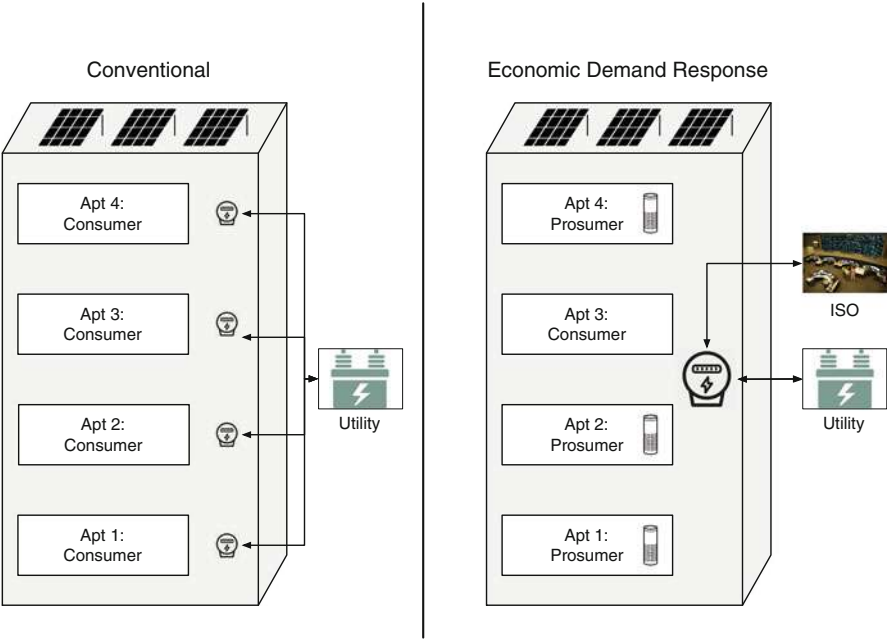 Conventional
Apt 4:
Consumer
Apt 3:
Consumer
Apt 2:
Consumer
Apt 1:
Consumer
Utility
Economic Demand Response
Apt 4:
Prosumer
Apt 3:
Consumer
Apt 2:
Prosumer
Apt 1:
Prosumer
ISO
Utility